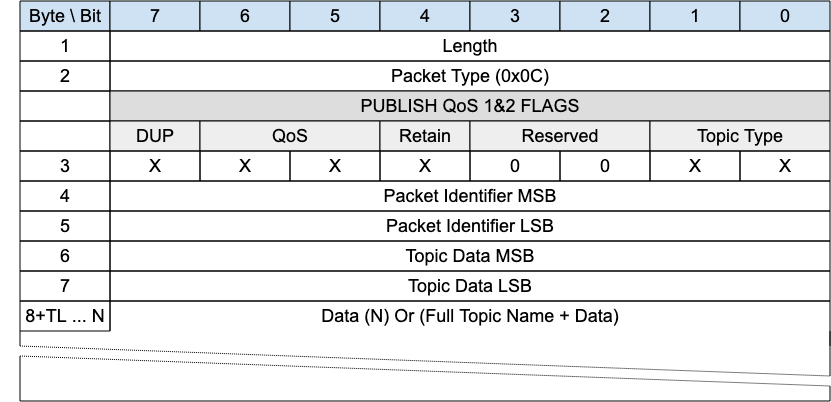 Byte \ Bit 7 6 5 4 3 2 1 0
1 Length
2 Packet Type (0x0C)
PUBLISH QoS 1&2 FLAGS
DUP QoS Retain Reserved Topic Type
3 X X X X 0 0 X X
4 Packet Identifier MSB
5 Packet Identifier LSB
6 Topic Data MSB
7 Topic Data LSB
8+TL ... N Data (N) Or (Full Topic Name + Data)